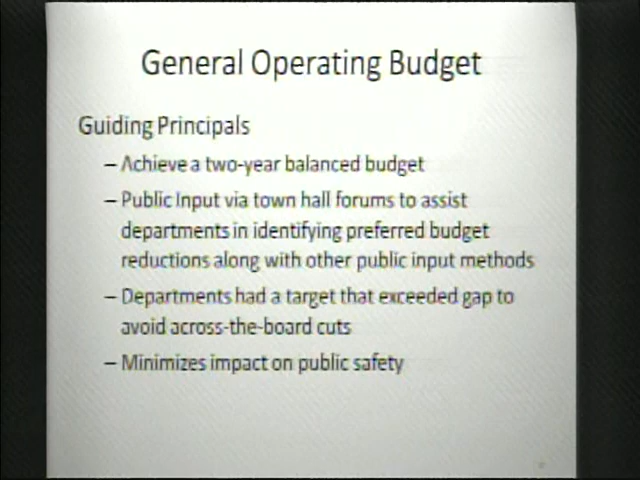 General Operating Budget
Guiding Principals
– Achieve a two-year balanced budget
– Public Input via town hall forums to assist
departments in identifying preferred budget
reductions along with other public input methods
– Departments had a target that exceeded gap to
avoid across-the-board cuts
– Minimizes impact on public safety